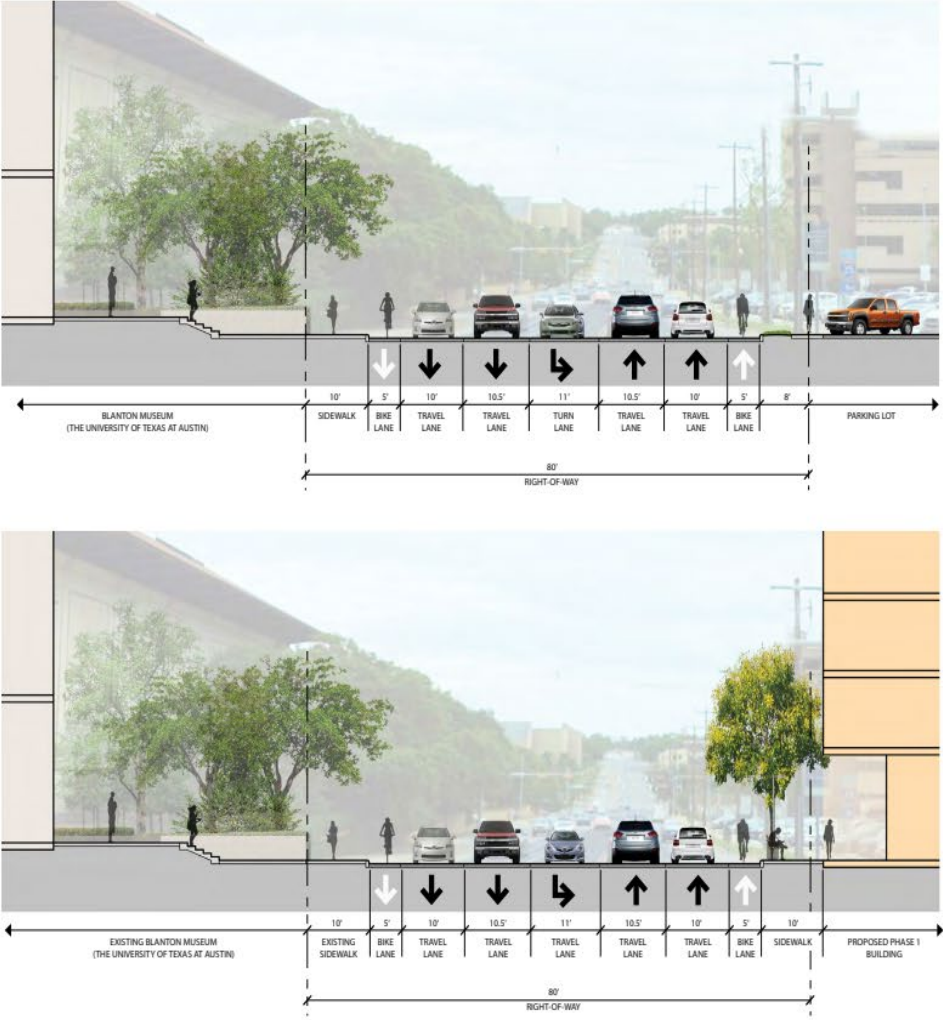 10' 5' 10' 10.5' 11' 10.5' 10' 5' 8'
BLANTON MUSEUM SIDEWALK BIKE TRAVEL TRAVEL TURN TRAVEL TRAVEL BIKE PARKING LOT
(THE UNIVERSITY OF TEXAS AT AUSTIN) LANE LANE LANE LANE LANE LANE LANE
80'
RIGHT-OF-WAY
10' 5' 10' 10.5' 11' 10.5' 10' 5' 10'
EXISTING BLANTON MUSEUM EXISTING BIKE TRAVEL TRAVEL TRAVEL TRAVEL TRAVEL BIKE SIDEWALK PROPOSED PHASE 1
(THE UNIVERSITY OF TEXAS AT AUSTIN) SIDEWALK LANE LANE LANE LANE LANE LANE LANE BUILDING
80'
RIGHT-OF-WAY